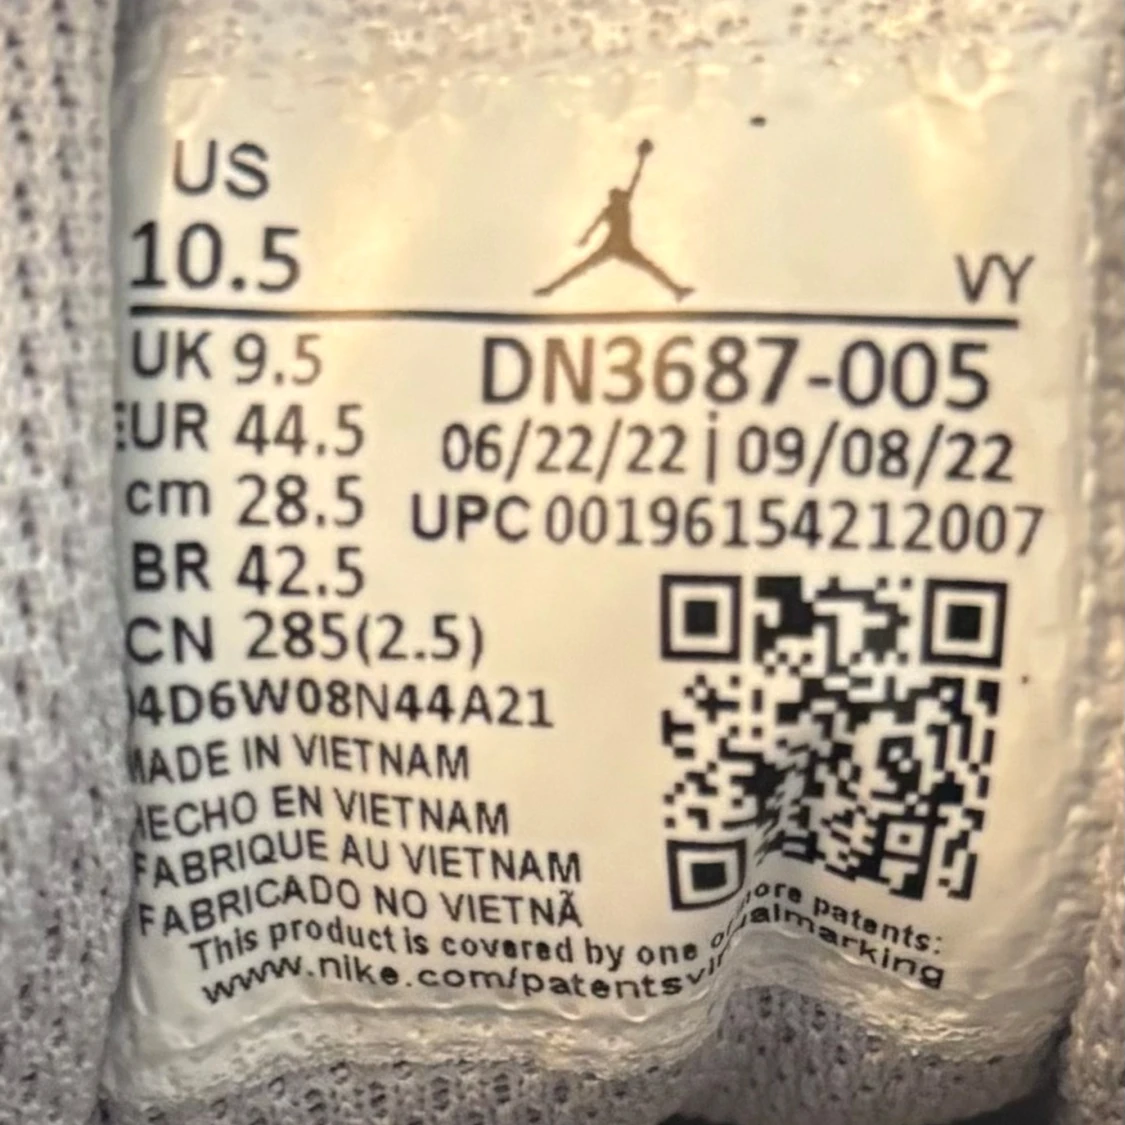 US
10.5
VY
UK 9.5
DN3687-005
EUR 44.5
06/22/22 | 09/08/22
cm 28.5
UPC 00196154212007
BR 42.5
CN 285(2.5)
4D6W08N44A21
MADE IN VIETNAM
HECHO EN VIETNAM
FABRIQUE AU VIETNAM
FABRICADO NO VIETNÃ
This product is covered by one or more patents:
www.nike.com/patentsvirtualmarking